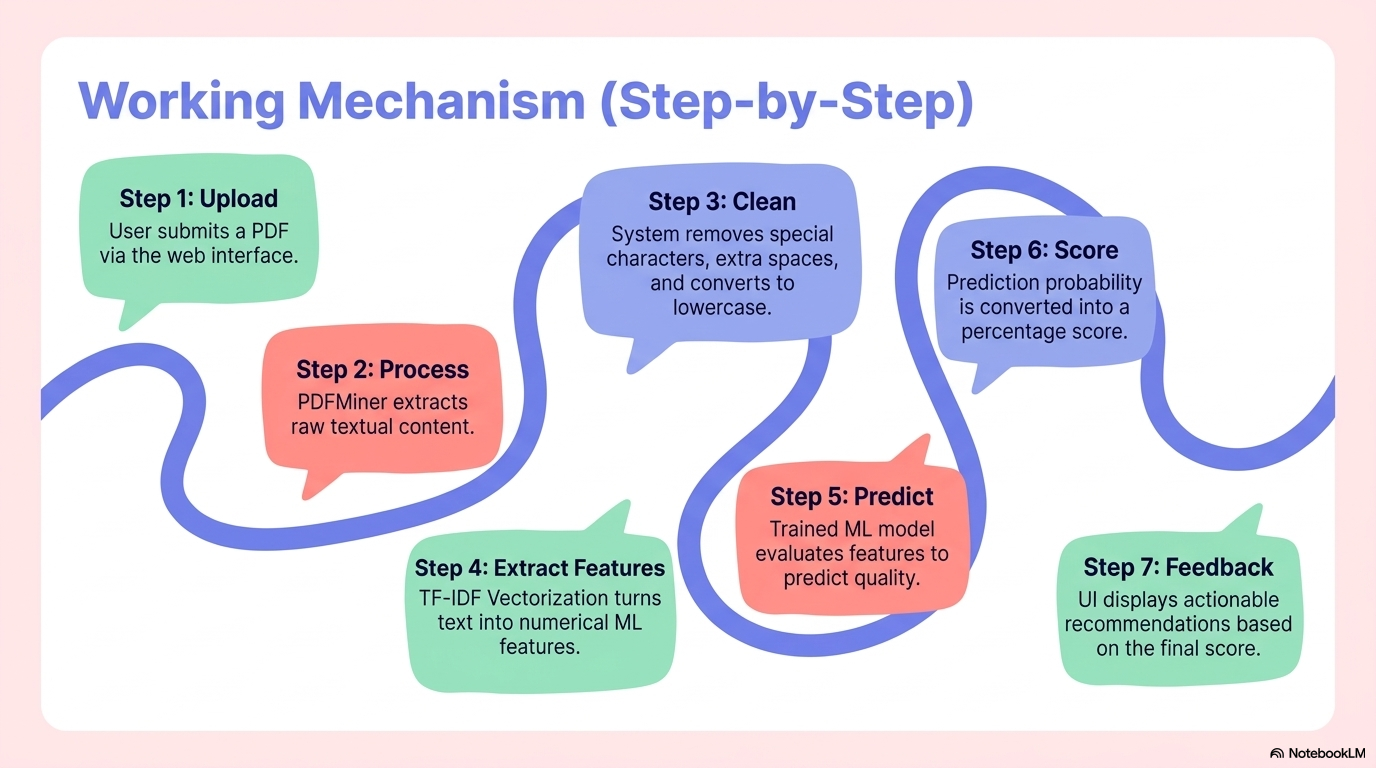 Working Mechanism (Step-by-Step)
Step 1: Upload
User submits a PDF
via the web interface.
Step 2: Process
PDFMiner extracts
raw textual content.
Step 3: Clean
System removes special
characters, extra spaces,
and converts to
lowercase.
Step 4: Extract Features
TF-IDF Vectorization turns
text into numerical ML
features.
Step 5: Predict
Trained ML model
evaluates features to
predict quality.
Step 6: Score
Prediction probability
is converted into a
percentage score.
Step 7: Feedback
UI displays actionable
recommendations based
on the final score.
NotebookLM